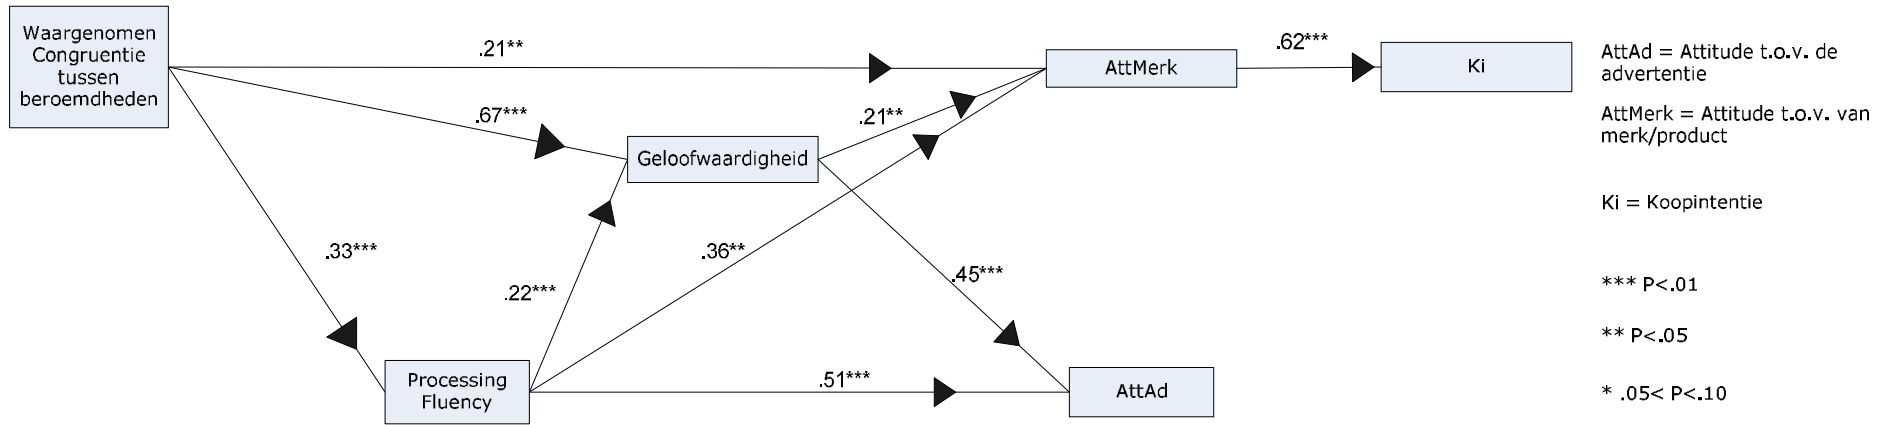 Waargenomen
Congruentie
tussen
beroemdheden
.21**
.67***
.33***
Geloofwaardigheid
.22***
Processing
Fluency
.21**
.36**
.45***
.51***
AttMerk
.62***
Ki
AttAd
AttAd = Attitude t.o.v. de
advertentie
AttMerk = Attitude t.o.v. van
merk/product
Ki = Koopintentie
*** P<.01
** P<.05
* .05< P<.10